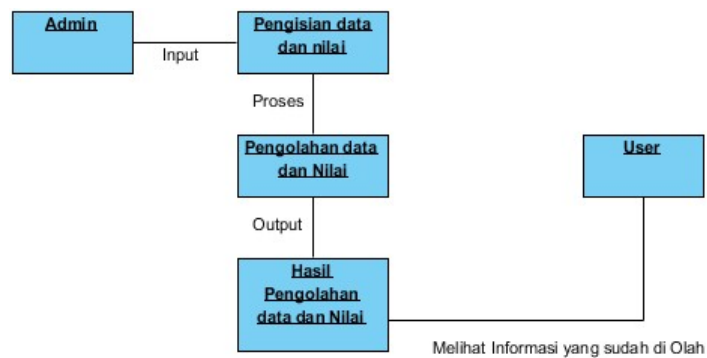 Admin
Pengisian data
dan nilai
Input
Proses
Pengolahan data
dan Nilai
User
Output
Hasil
Pengolahan
data dan Nilai
Melihat Informasi yang sudah di Olah